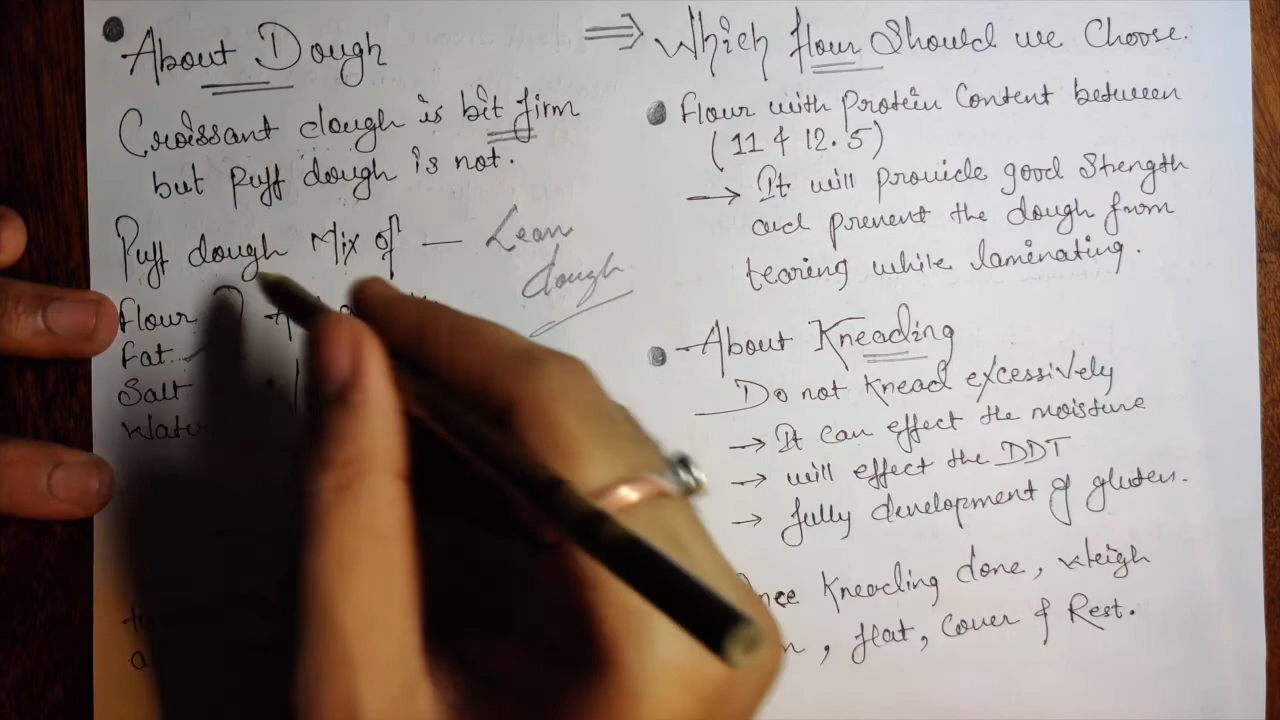 About Dough
Croissant dough is bit firm
but puff dough is not.
Puff dough Mix of — Lean
dough
flour
fat
Salt
⇒ Which flour Should we Choose.
flour with Protein Content between
(11 & 12.5)
→ It will provide good Strength
and prevent the dough from
tearing while laminating.
About Kneading
Do not knead excessively
→ It can effect the moisture
→ will effect the DDT
→ fully development of gluten.
Kneading done, weigh
, flat, Cover & Rest.